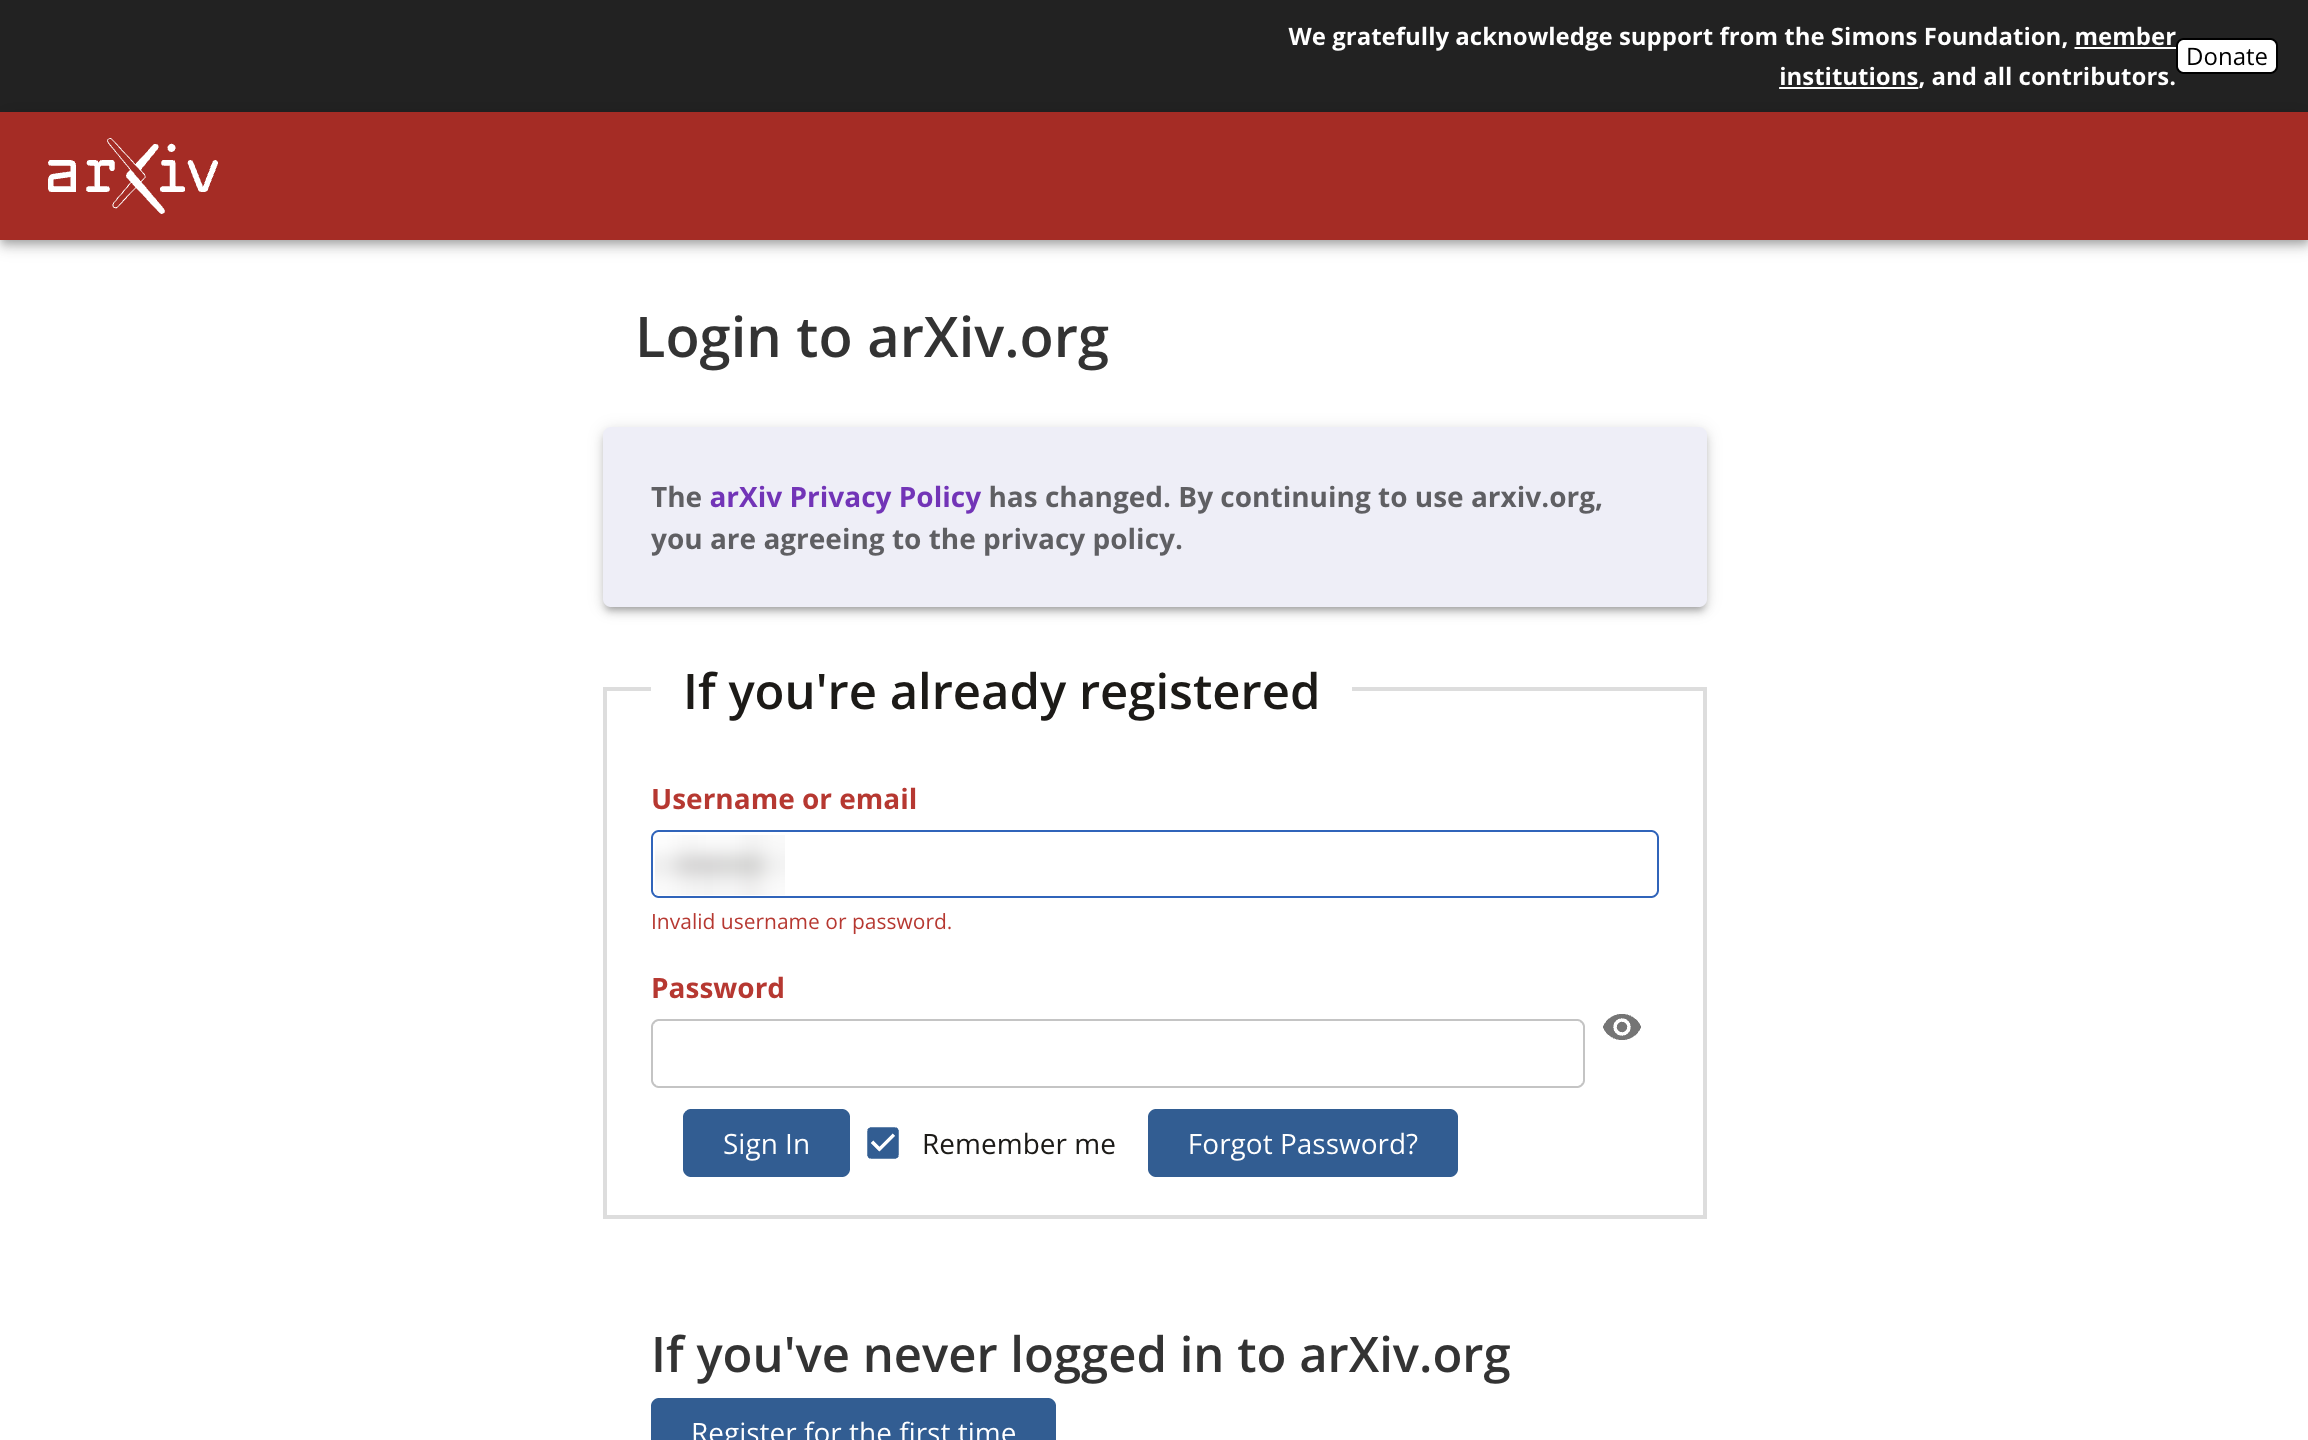 We gratefully acknowledge support from the Simons Foundation, member
institutions, and all contributors.
Donate
arXiv
Login to arXiv.org
The arXiv Privacy Policy has changed. By continuing to use arxiv.org,
you are agreeing to the privacy policy.
If you're already registered
Username or email
Invalid username or password.
Password
Sign In
Remember me
Forgot Password?
If you've never logged in to arXiv.org
Register for the first time